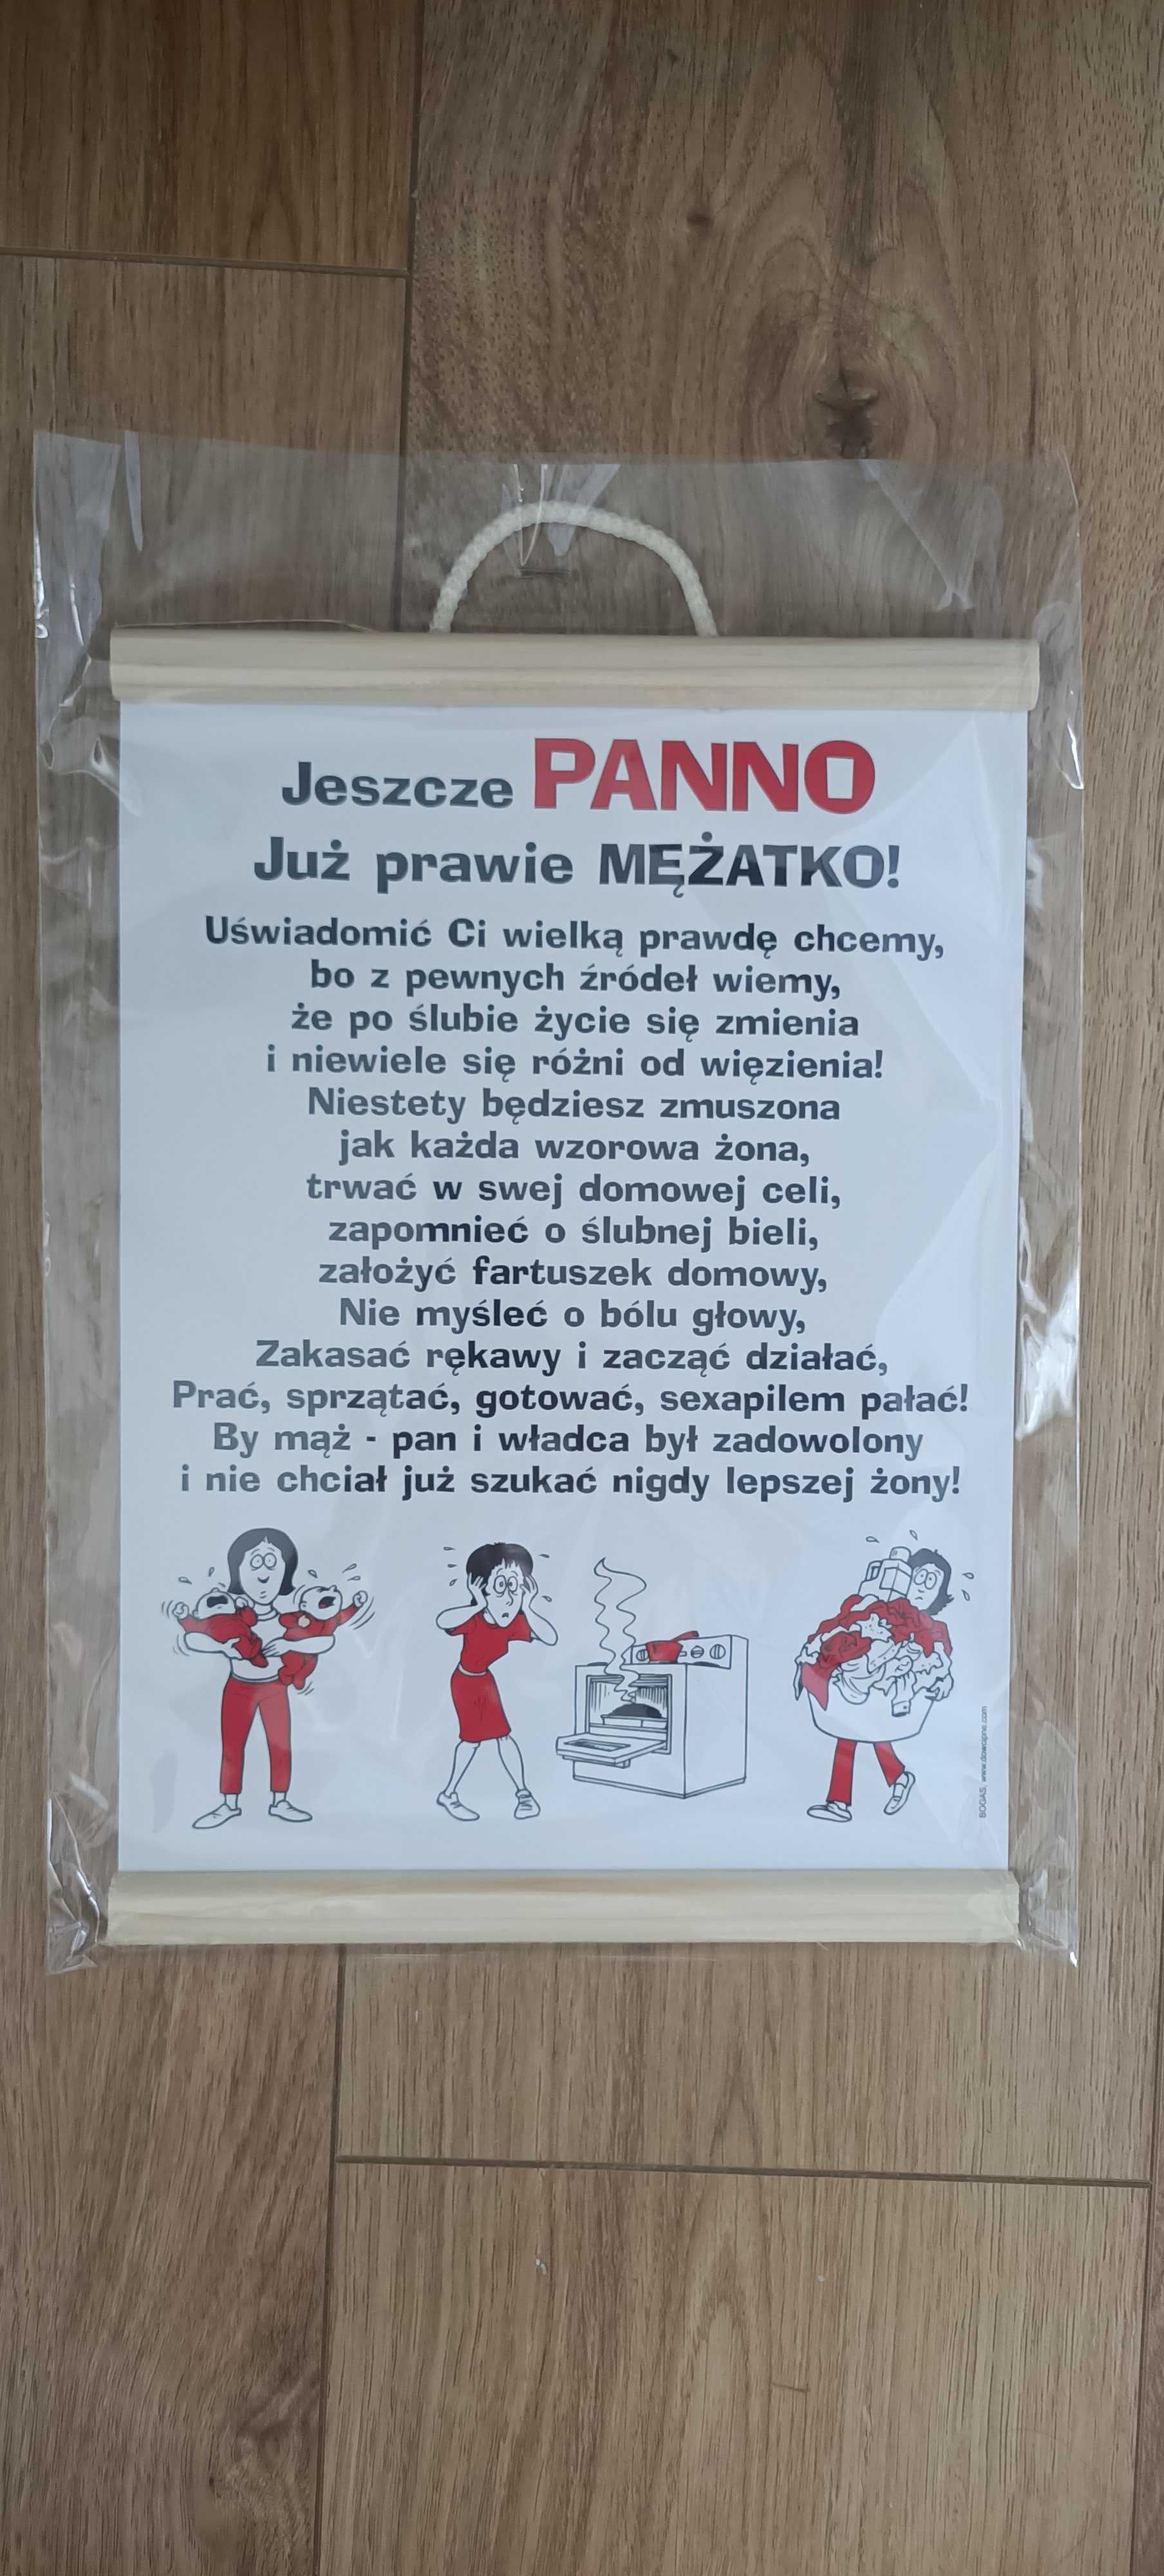 Jeszcze PANNO
Już prawie MĘŻATKO!
Uświadomić Ci wielką prawdę chcemy,
bo z pewnych źródeł wiemy,
że po ślubie życie się zmienia
i niewiele się różni od więzienia!
Niestety będziesz zmuszona
jak każda wzorowa żona,
trwać w swej domowej celi,
zapomnieć o ślubnej bieli,
założyć fartuszek domowy,
Nie myśleć o bólu głowy,
Zakasać rękawy i zacząć działać,
Prać, sprzątać, gotować, sexapilem pałać!
By mąż - pan i władca był zadowolony
i nie chciał już szukać nigdy lepszej żony!
BOGAS,